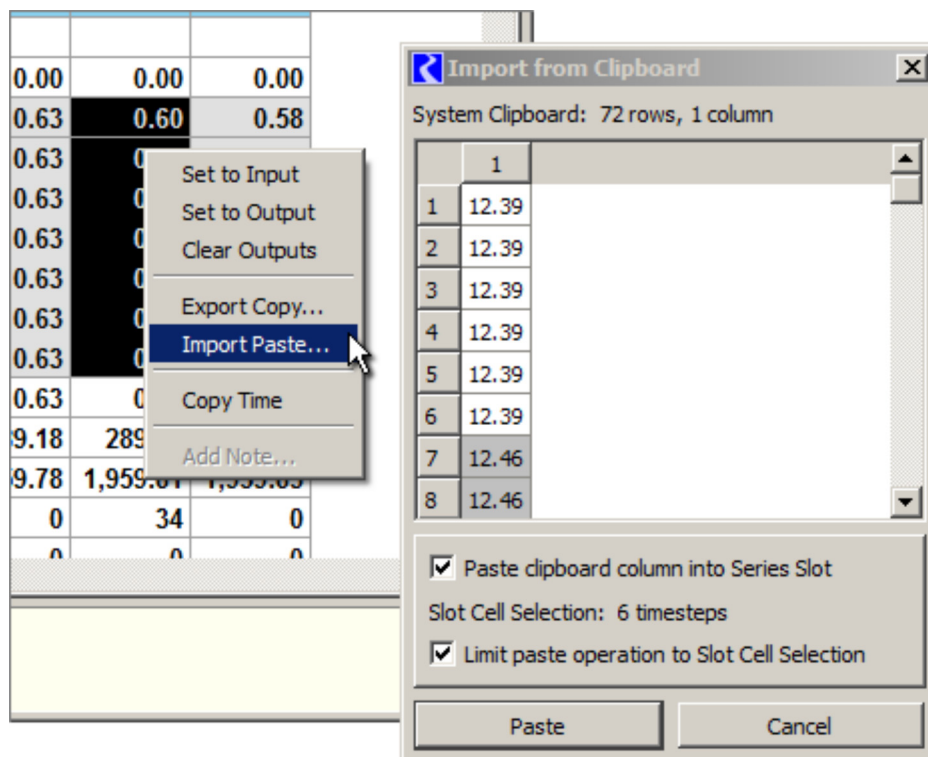 0.00 0.00 0.00
0.63 0.60 0.58
0.63
0.63
0.63
0.63
0.63
0.63
0.63
289
0 34 0
0 0 0
Set to Input
Set to Output
Clear Outputs
Export Copy...
Import Paste...
Copy Time
Add Note...
Import from Clipboard
System Clipboard: 72 rows, 1 column
1
1 12.39
2 12.39
3 12.39
4 12.39
5 12.39
6 12.39
7 12.46
8 12.46
Paste clipboard column into Series Slot
Slot Cell Selection: 6 timesteps
Limit paste operation to Slot Cell Selection
Paste Cancel